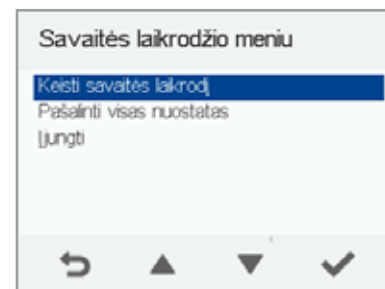 Savaitės laikrodžio meniu
Keisti savaitės laikrodį
Pašalinti visas nuostatas
Įjungti